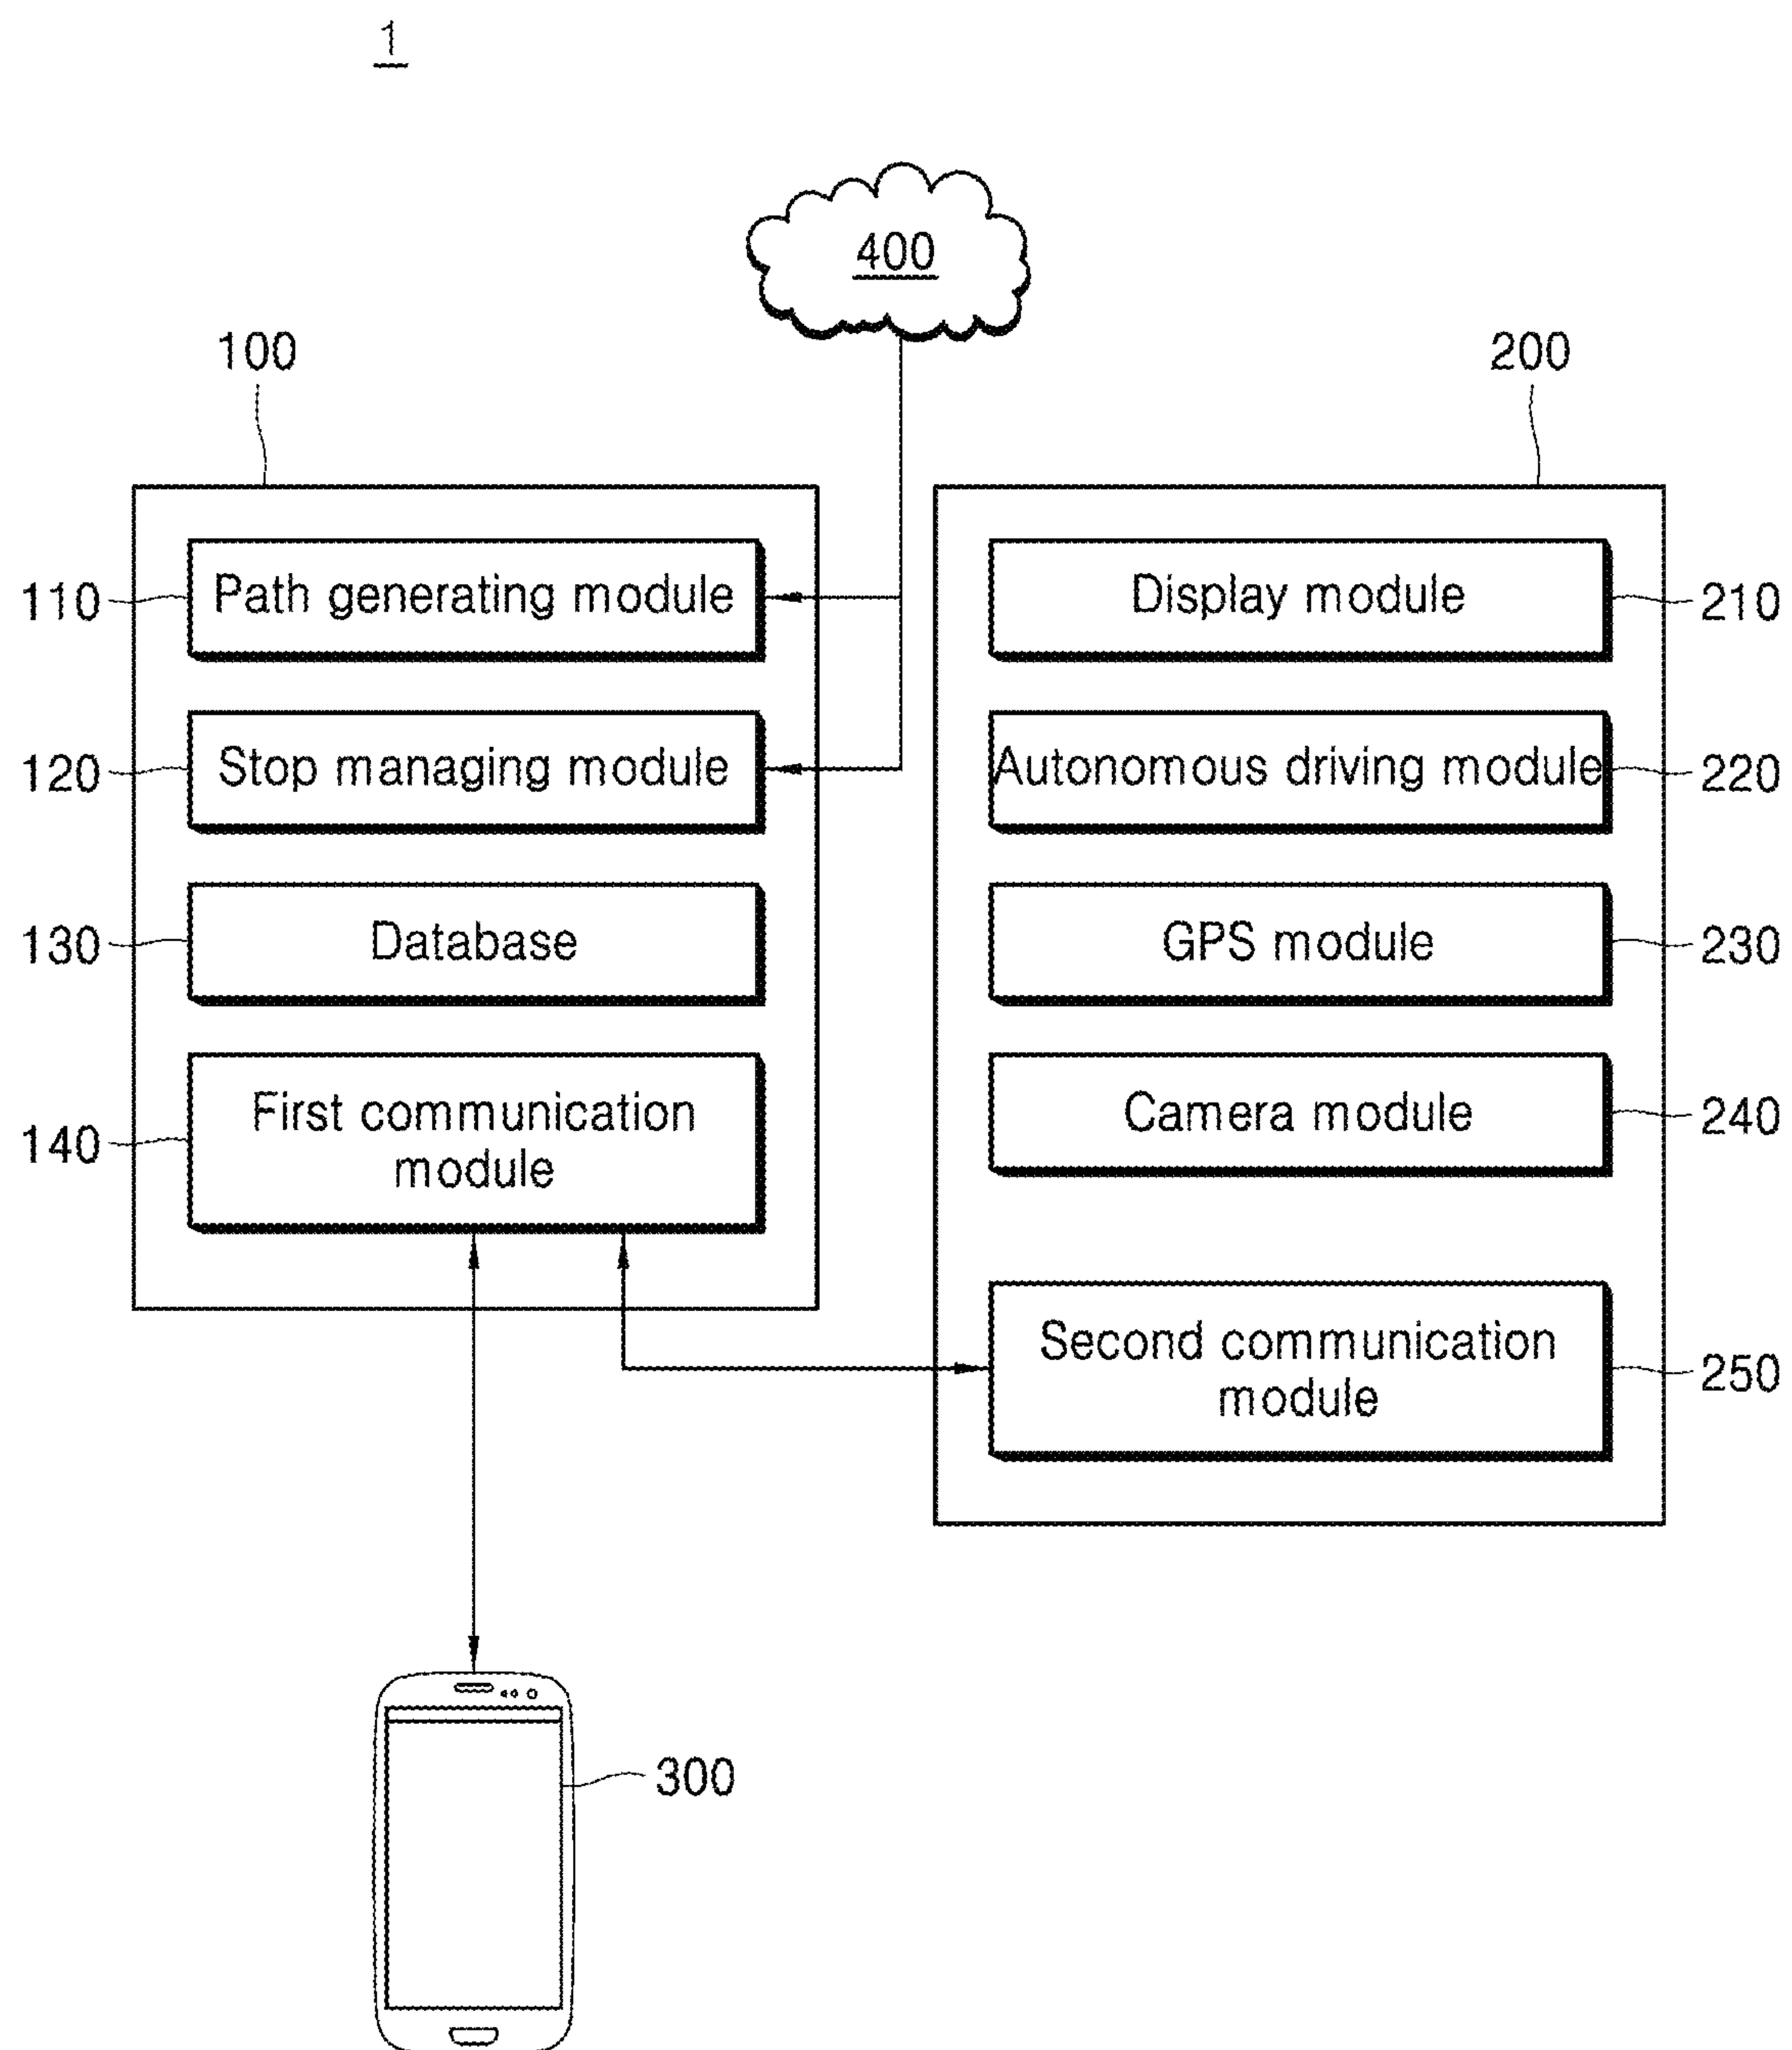 1
400
100
200
110
Path generating module
Display module
210
120
Stop managing module
Autonomous driving module
220
130
Database
GPS module
230
140
First communication
module
Camera module
240
Second communication
module
250
300